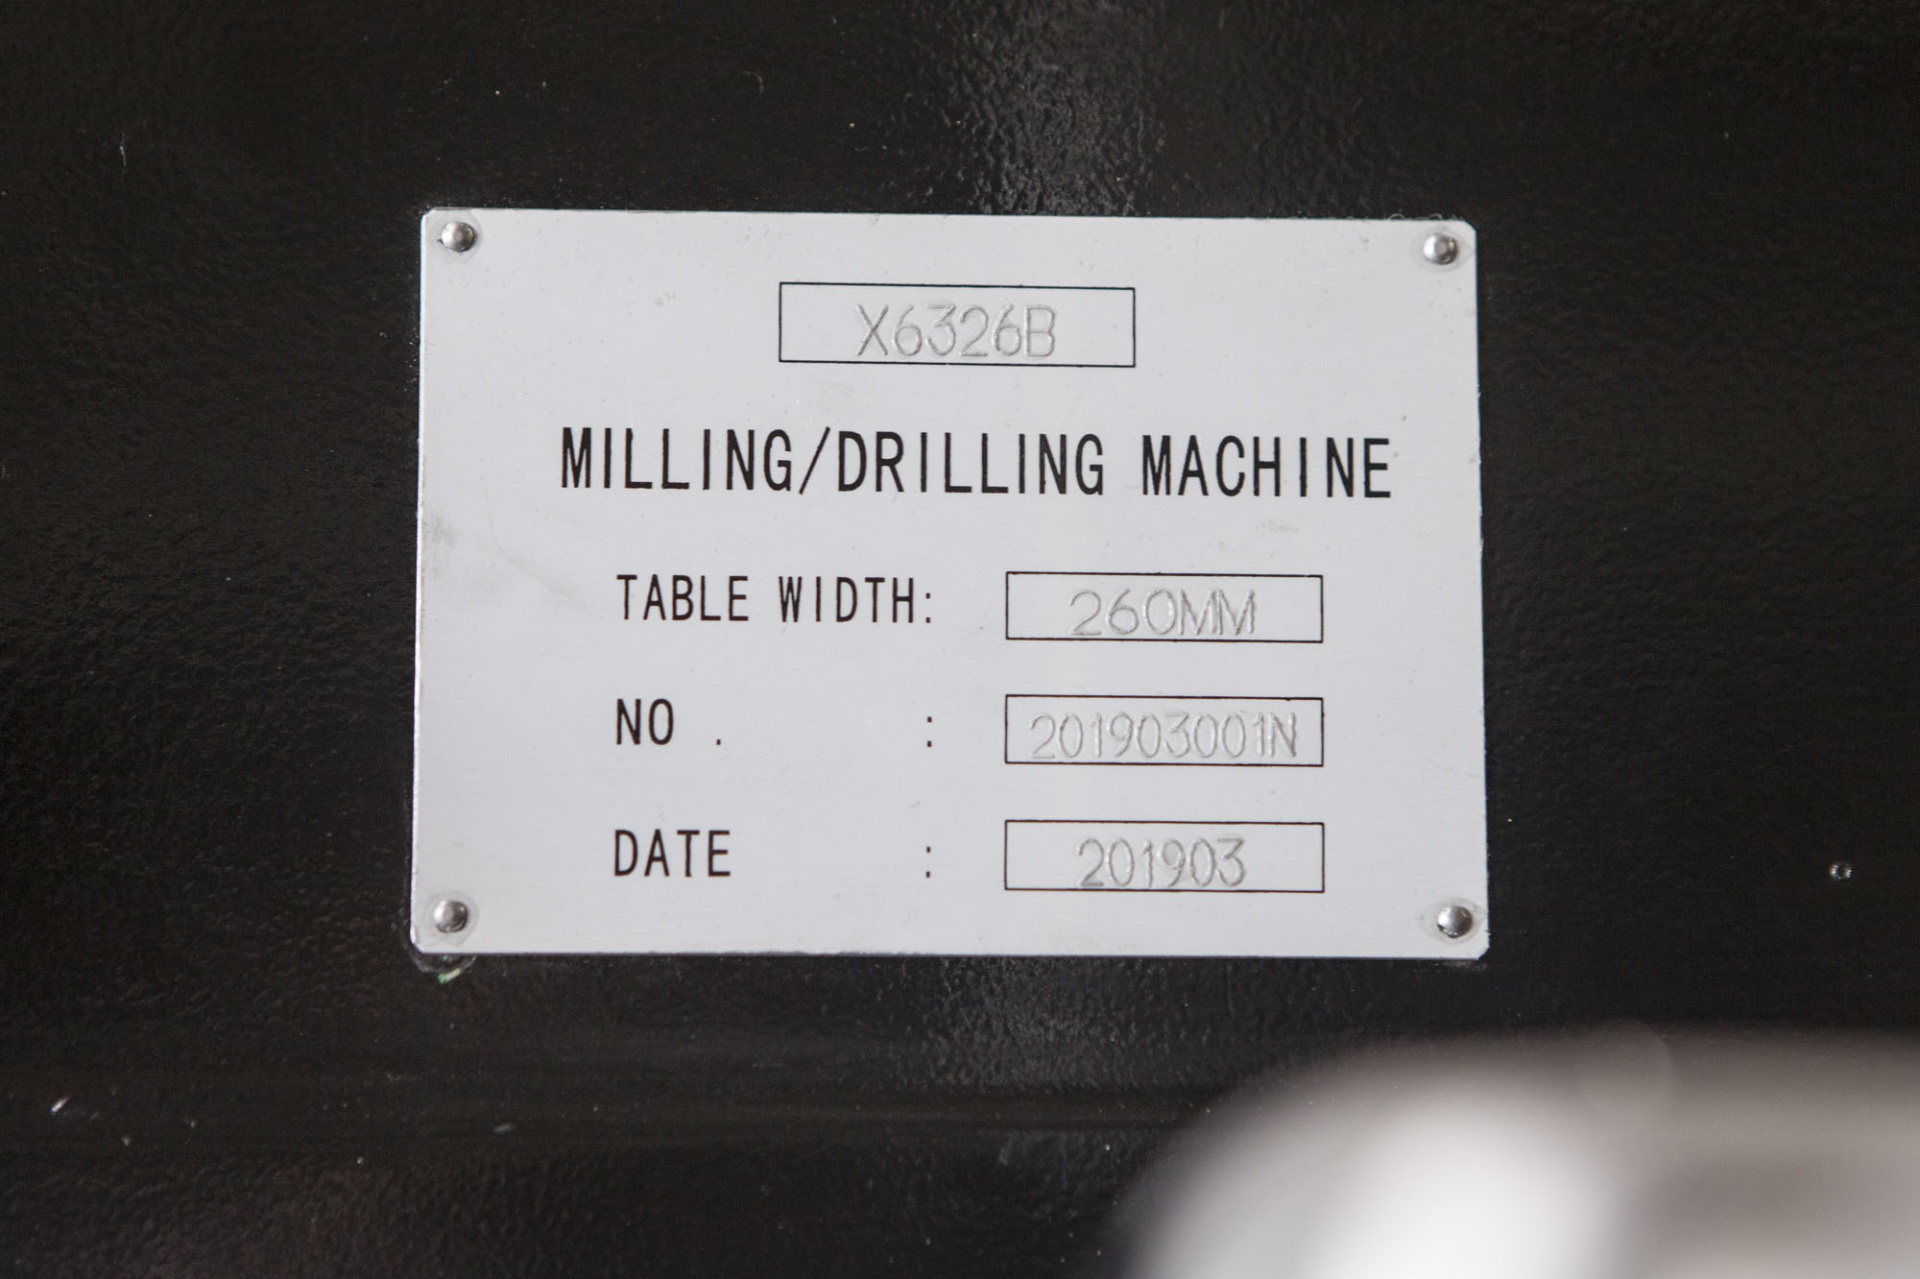 X6326B
MILLING/DRILLING MACHINE
TABLE WIDTH: 260MM
NO . : 201903001N
DATE : 201903